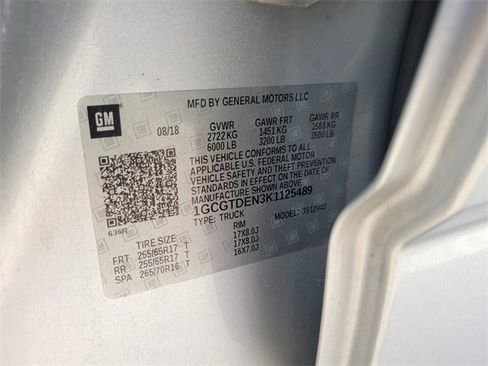 MFD BY GENERAL MOTORS LLC
GM
08/18
GVWR GAWR FRT GAWR RR
2722 KG 1451 KG 1588 KG
6000 LB 3200 LB 3500 LB
THIS VEHICLE CONFORMS TO ALL
APPLICABLE U.S. FEDERAL MOTOR
VEHICLE SAFETY AND THEFT PREVENTION
STANDARDS IN EFFECT ON THE DATE OF
MANUFACTURE SHOWN ABOVE.
1GCGTDEN3K1125489
TYPE: TRUCK MODEL:
636R
TIRE SIZE RIM
FRT 255/65R17 T 17X8.0J
RR 255/65R17 T 17X8.0J
SPA 265/70R16 T 16X7.0J